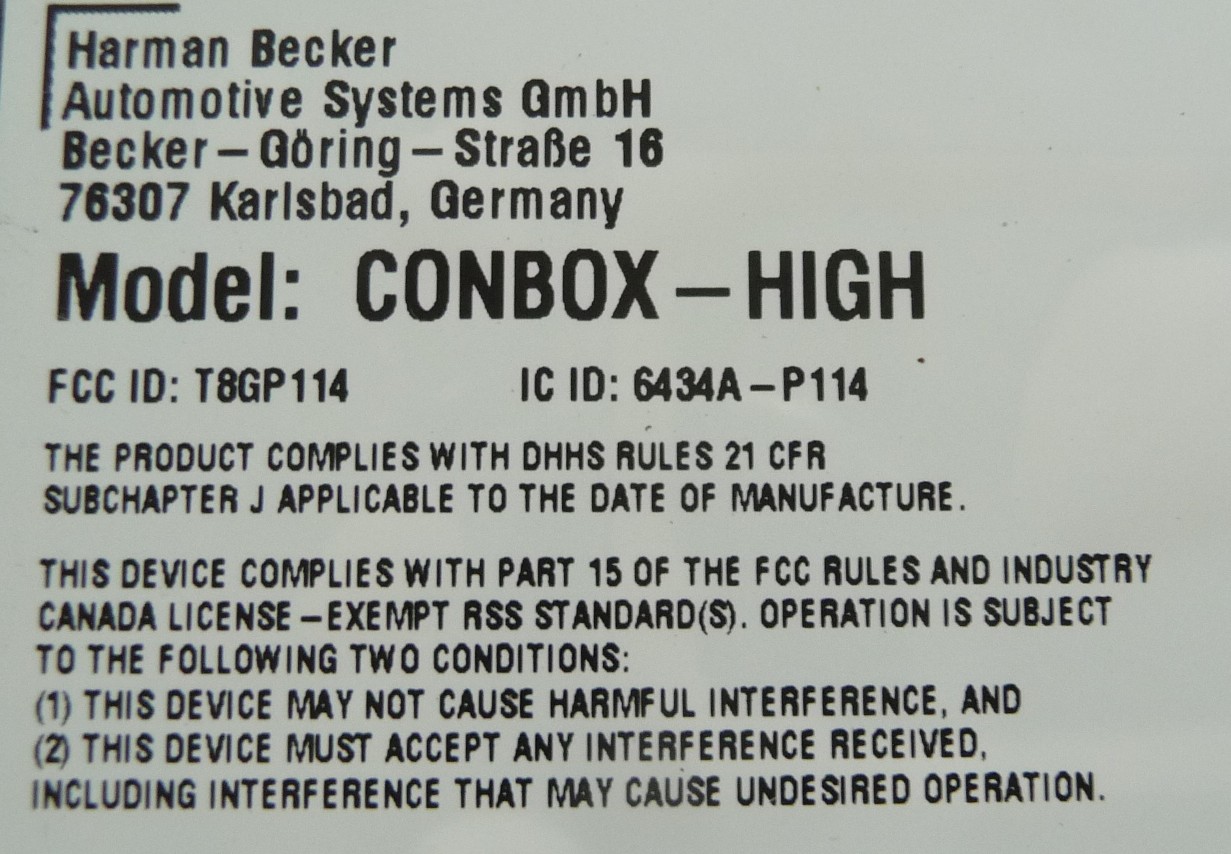 Harman Becker
Automotive Systems GmbH
Becker-Göring-Straße 16
76307 Karlsbad, Germany
Model: CONBOX-HIGH
FCC ID: T8GP114 IC ID: 6434A-P114
THE PRODUCT COMPLIES WITH DHHS RULES 21 CFR
SUBCHAPTER J APPLICABLE TO THE DATE OF MANUFACTURE.
THIS DEVICE COMPLIES WITH PART 15 OF THE FCC RULES AND INDUSTRY
CANADA LICENSE-EXEMPT RSS STANDARD(S). OPERATION IS SUBJECT
TO THE FOLLOWING TWO CONDITIONS:
(1) THIS DEVICE MAY NOT CAUSE HARMFUL INTERFERENCE, AND
(2) THIS DEVICE MUST ACCEPT ANY INTERFERENCE RECEIVED,
INCLUDING INTERFERENCE THAT MAY CAUSE UNDESIRED OPERATION.